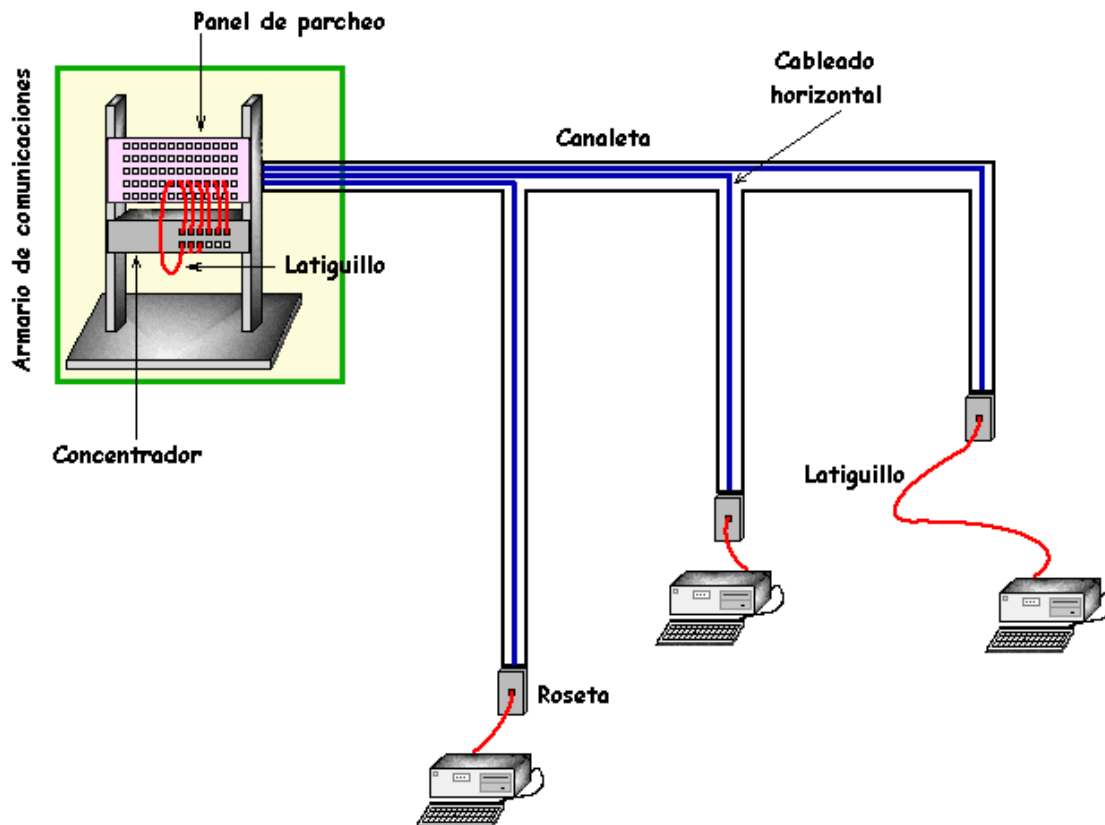 Panel de parcheo
Cableado
horizontal
Canaleta
Armario de comunicaciones
Latiguillo
Concentrador
Latiguillo
Roseta